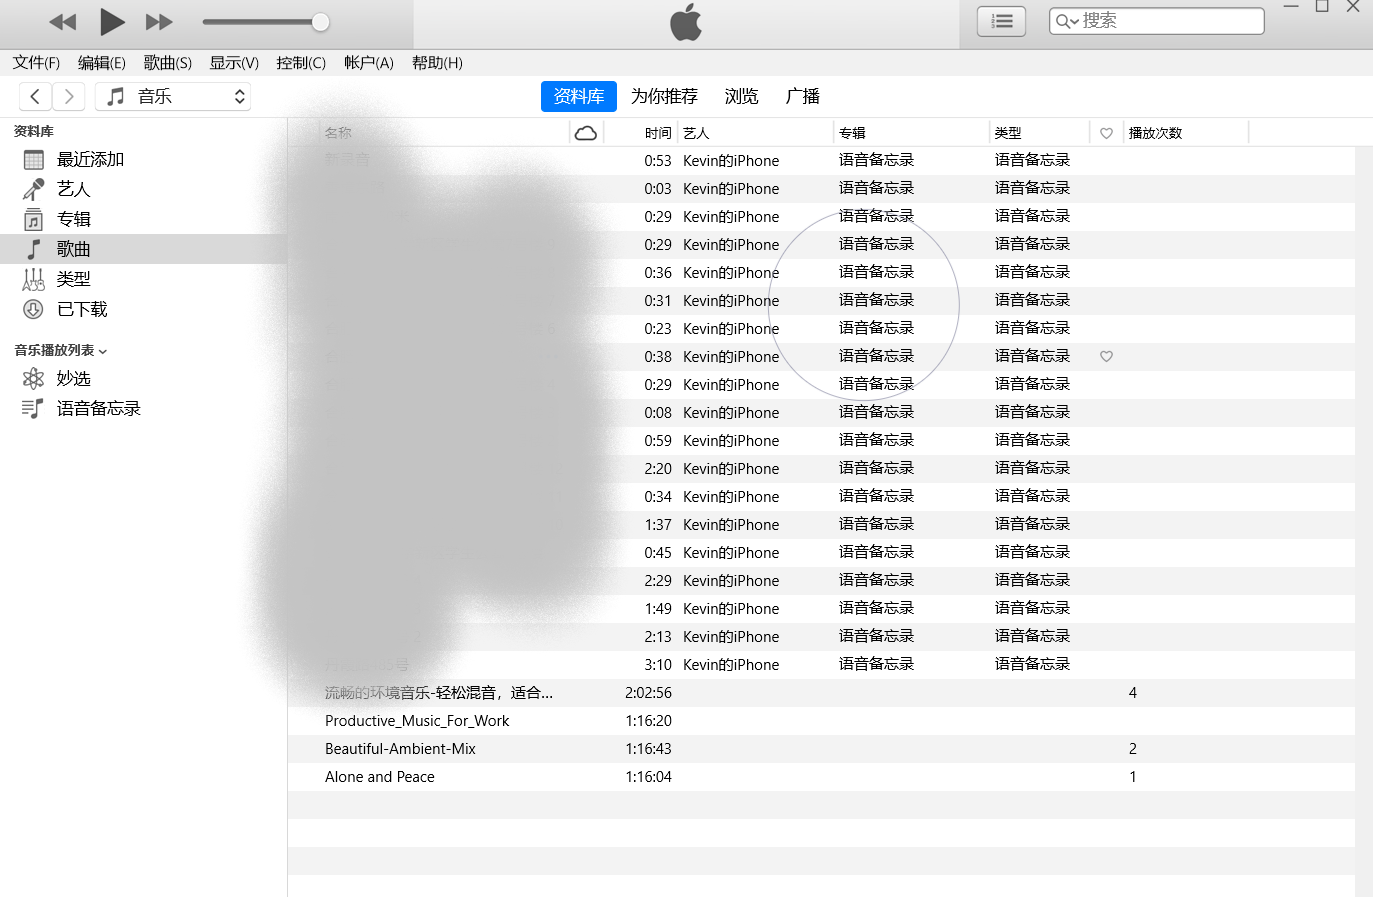 搜索
文件(F) 编辑(E) 歌曲(S) 显示(V) 控制(C) 帐户(A) 帮助(H)
音乐 资料库 为你推荐 浏览 广播
资料库
最近添加
艺人
专辑
歌曲
类型
已下载
音乐播放列表
妙选
语音备忘录
名称 时间 艺人 专辑 类型 播放次数
0:53 Kevin的iPhone 语音备忘录 语音备忘录
0:03 Kevin的iPhone 语音备忘录 语音备忘录
0:29 Kevin的iPhone 语音备忘录 语音备忘录
0:29 Kevin的iPhone 语音备忘录 语音备忘录
0:36 Kevin的iPhone 语音备忘录 语音备忘录
0:31 Kevin的iPhone 语音备忘录 语音备忘录
0:23 Kevin的iPhone 语音备忘录 语音备忘录
0:38 Kevin的iPhone 语音备忘录 语音备忘录
0:29 Kevin的iPhone 语音备忘录 语音备忘录
0:08 Kevin的iPhone 语音备忘录 语音备忘录
0:59 Kevin的iPhone 语音备忘录 语音备忘录
2:20 Kevin的iPhone 语音备忘录 语音备忘录
0:34 Kevin的iPhone 语音备忘录 语音备忘录
1:37 Kevin的iPhone 语音备忘录 语音备忘录
0:45 Kevin的iPhone 语音备忘录 语音备忘录
2:29 Kevin的iPhone 语音备忘录 语音备忘录
1:49 Kevin的iPhone 语音备忘录 语音备忘录
2:13 Kevin的iPhone 语音备忘录 语音备忘录
3:10 Kevin的iPhone 语音备忘录 语音备忘录
流畅的环境音乐-轻松混音，适合... 2:02:56 4
Productive_Music_For_Work 1:16:20
Beautiful-Ambient-Mix 1:16:43 2
Alone and Peace 1:16:04 1